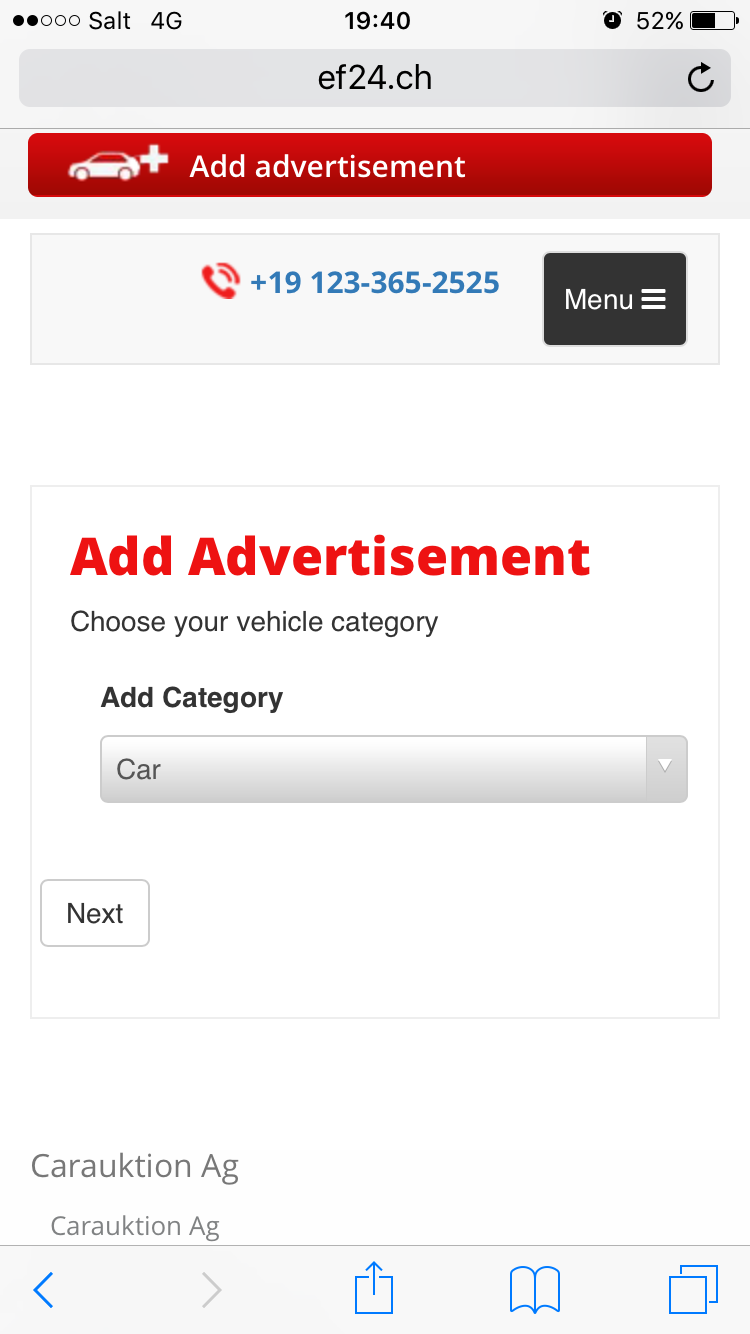 Salt 4G 19:40 52%
ef24.ch
Add advertisement
+19 123-365-2525
Menu
Add Advertisement
Choose your vehicle category
Add Category
Car
Next
Carauktion Ag
Carauktion Ag